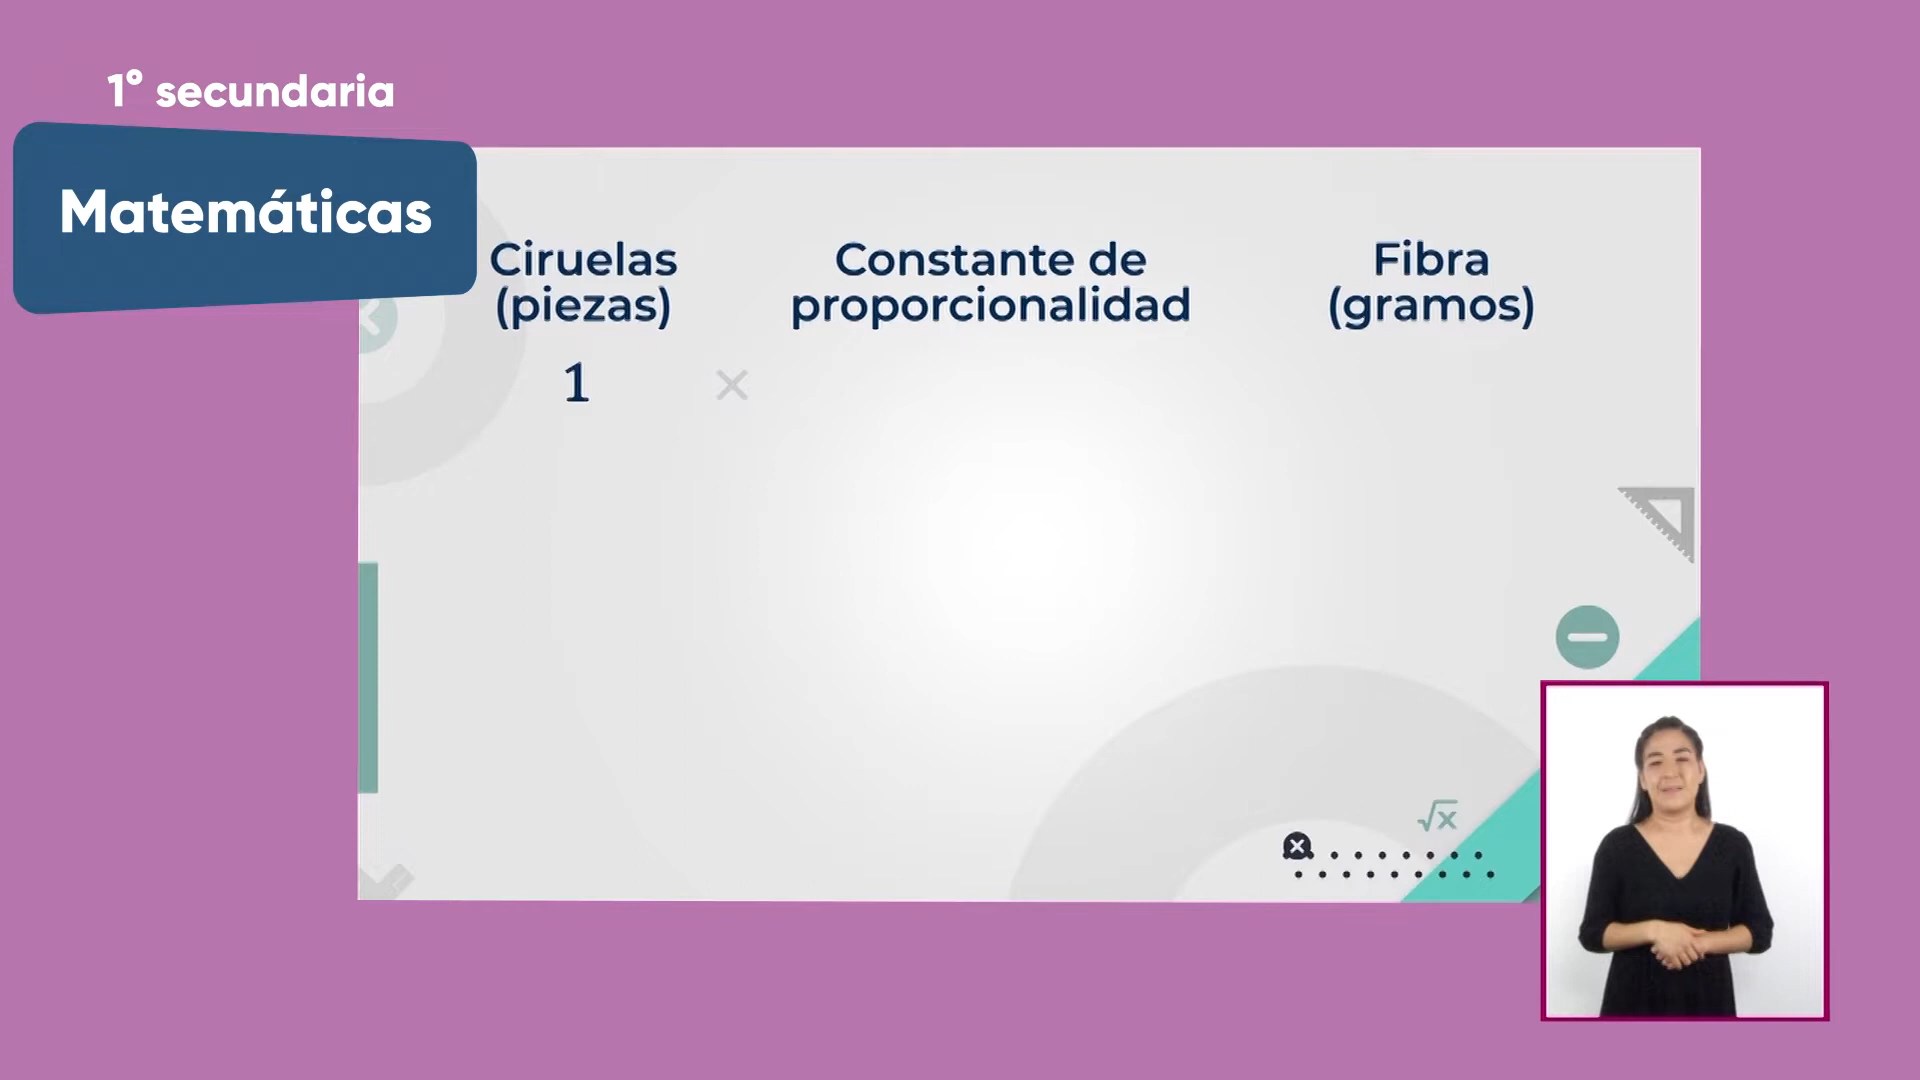 1° secundaria
Matemáticas
Ciruelas
(piezas)
Constante de
proporcionalidad
Fibra
(gramos)
1 ×
√x